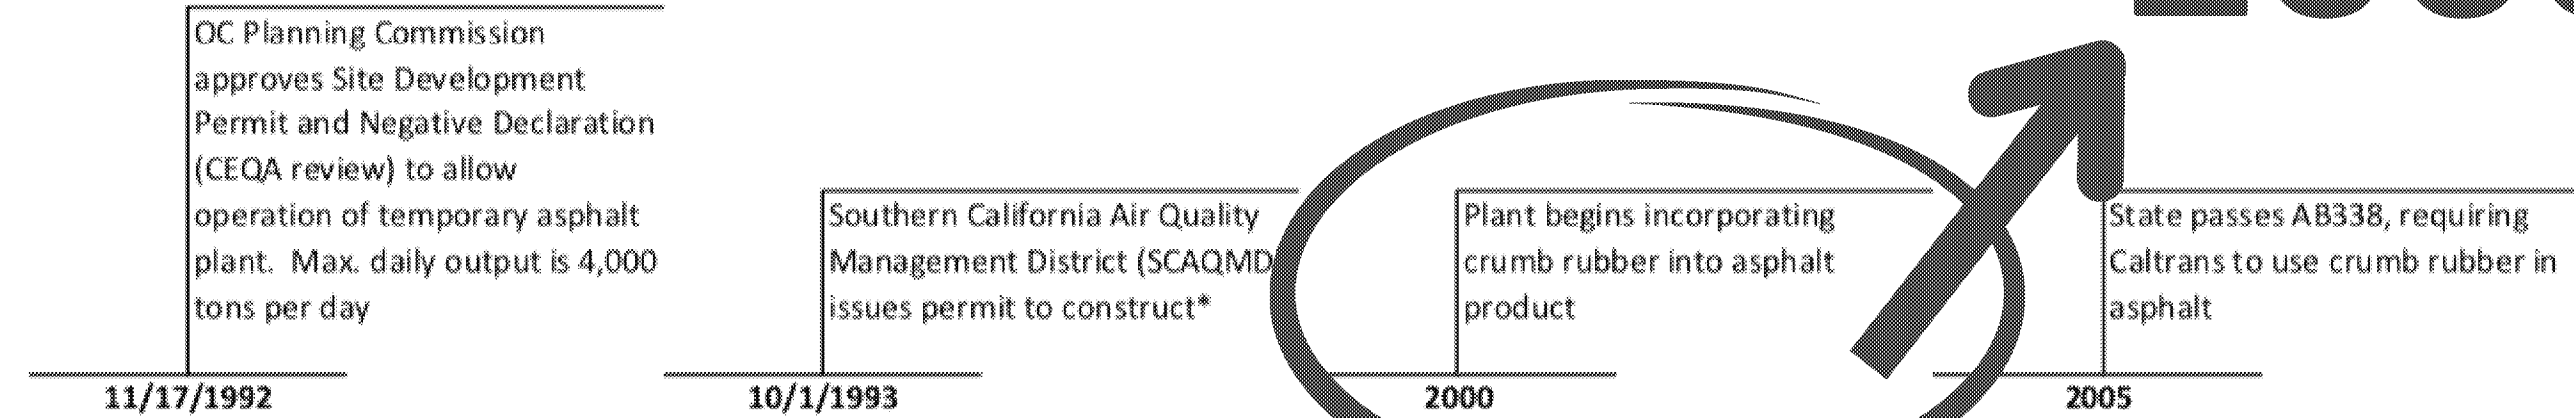 OC Planning Commission
approves Site Development
Permit and Negative Declaration
(CEQA review) to allow
operation of temporary asphalt
plant.  Max. daily output is 4,000
tons per day
11/17/1992
Southern California Air Quality
Management District (SCAQMD
issues permit to construct*
10/1/1993
Plant begins incorporating
crumb rubber into asphalt
product
2000
State passes AB338, requiring
Caltrans to use crumb rubber in
asphalt
2005